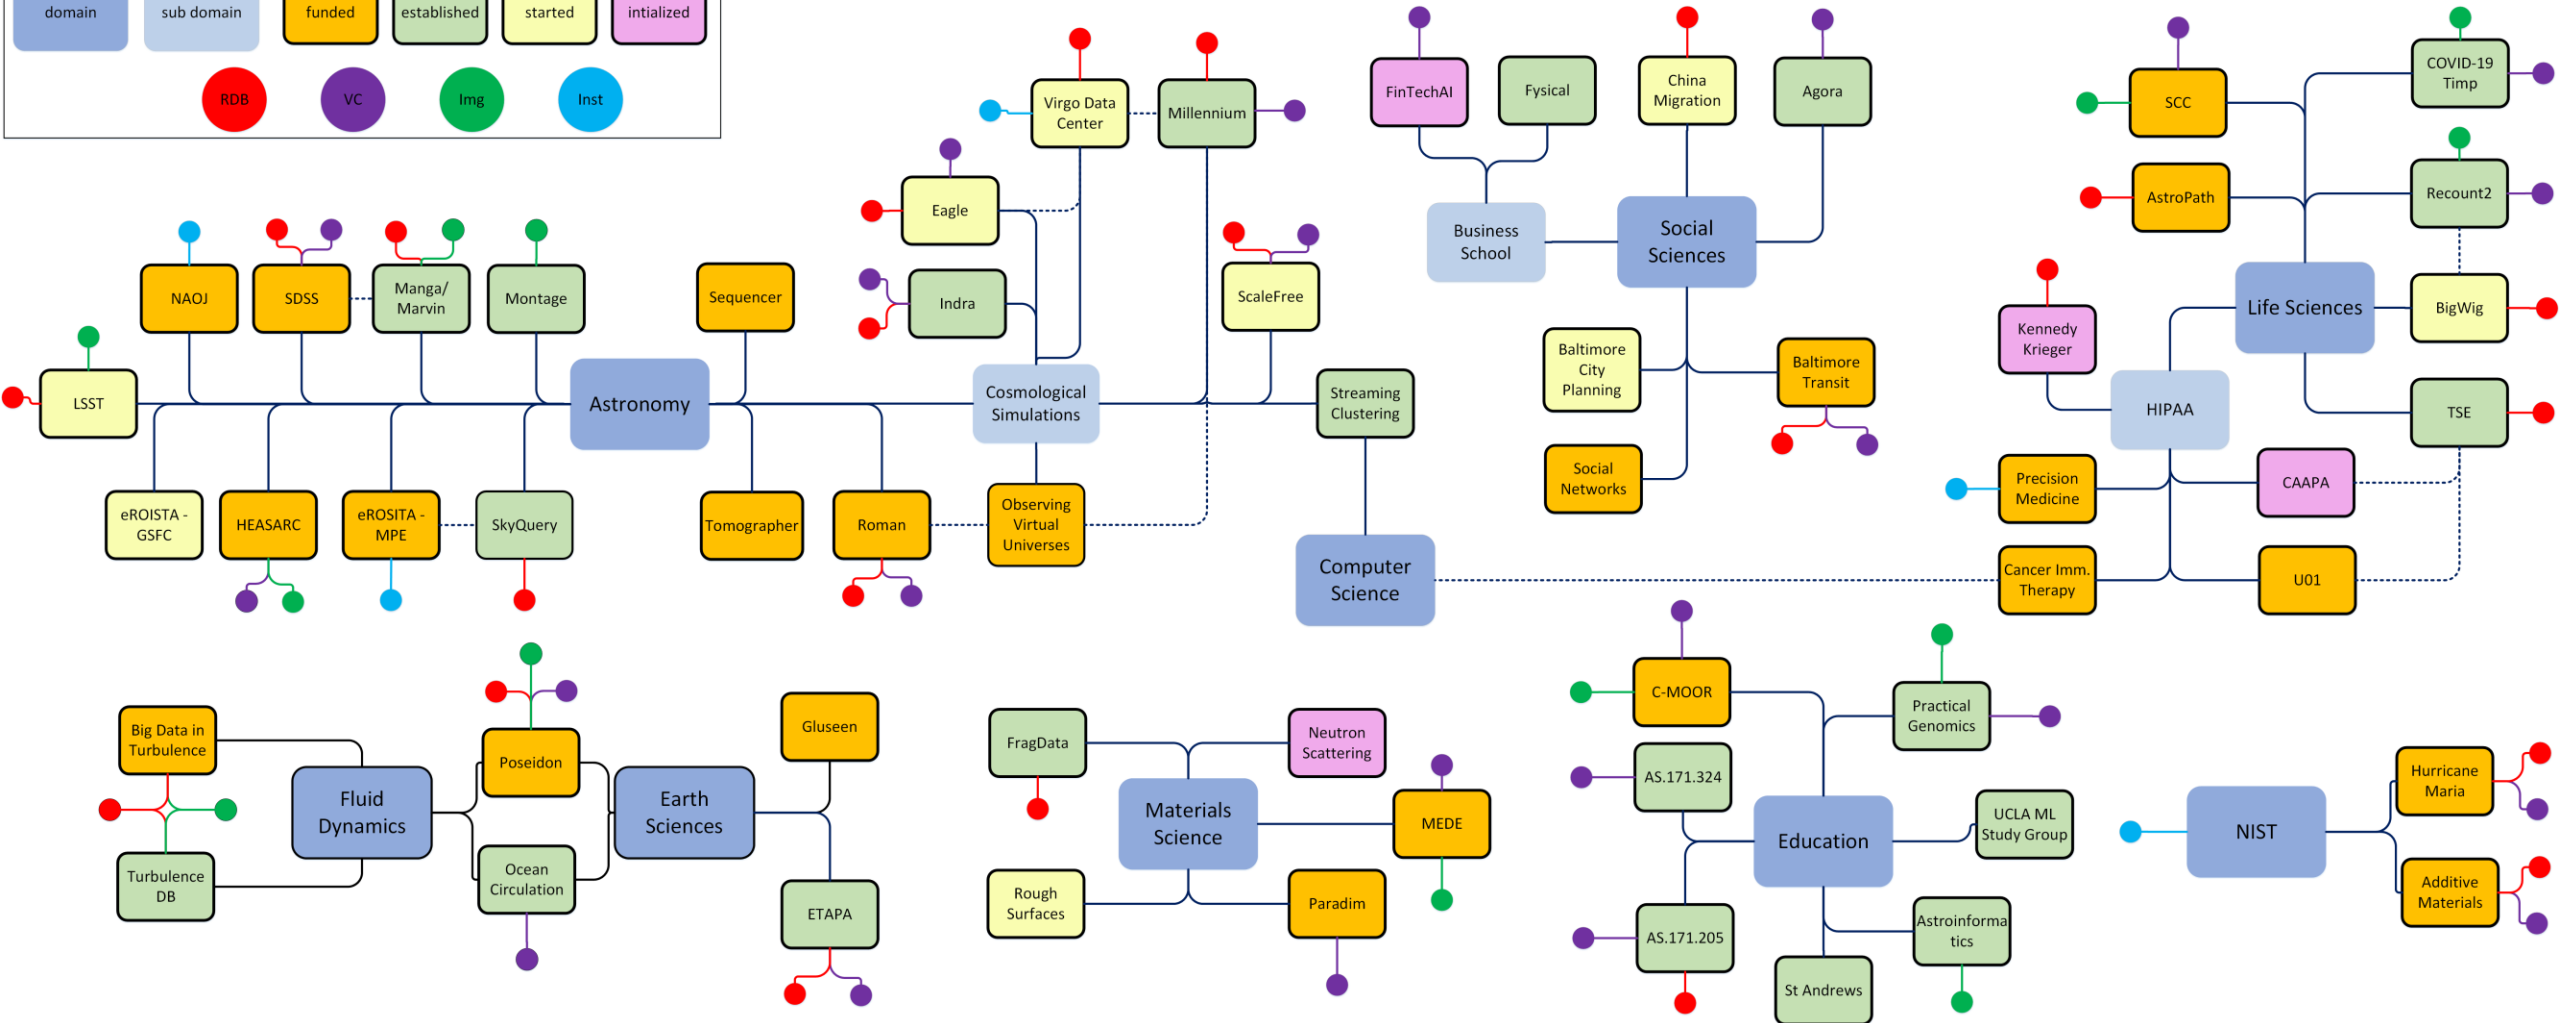 domain
sub domain
funded
established
started
intialized
RDB
VC
Img
Inst
Virgo Data
Center
Millennium
Eagle
Indra
ScaleFree
NAOJ
SDSS
Manga/
Marvin
Montage
Sequencer
LSST
Astronomy
Cosmological
Simulations
Streaming
Clustering
eROISTA -
GSFC
HEASARC
eROSITA -
MPE
SkyQuery
Tomographer
Roman
Observing
Virtual
Universes
Computer
Science
FinTechAI
Fysical
China
Migration
Agora
Business
School
Social
Sciences
Baltimore
City
Planning
Baltimore
Transit
Social
Networks
SCC
COVID-19
Timp
AstroPath
Recount2
Life Sciences
BigWig
Kennedy
Krieger
HIPAA
TSE
Precision
Medicine
CAAPA
Cancer Imm.
Therapy
U01
Big Data in
Turbulence
Poseidon
Gluseen
Fluid
Dynamics
Earth
Sciences
Turbulence
DB
Ocean
Circulation
ETAPA
FragData
Neutron
Scattering
Materials
Science
MEDE
Rough
Surfaces
Paradim
C-MOOR
Practical
Genomics
AS.171.324
Education
UCLA ML
Study Group
AS.171.205
Astroinforma
tics
St Andrews
NIST
Hurricane
Maria
Additive
Materials